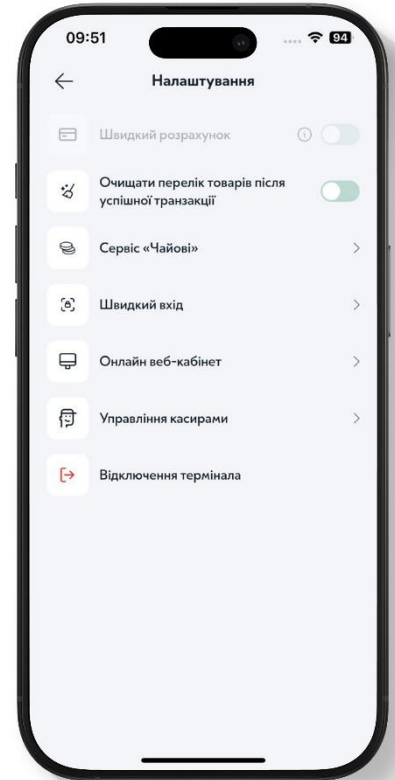 09:51
94
Налаштування
Швидкий розрахунок
Очищати перелік товарів після
успішної транзакції
Сервіс «Чайові»
Швидкий вхід
Онлайн веб-кабінет
Управління касирами
Відключення термінала